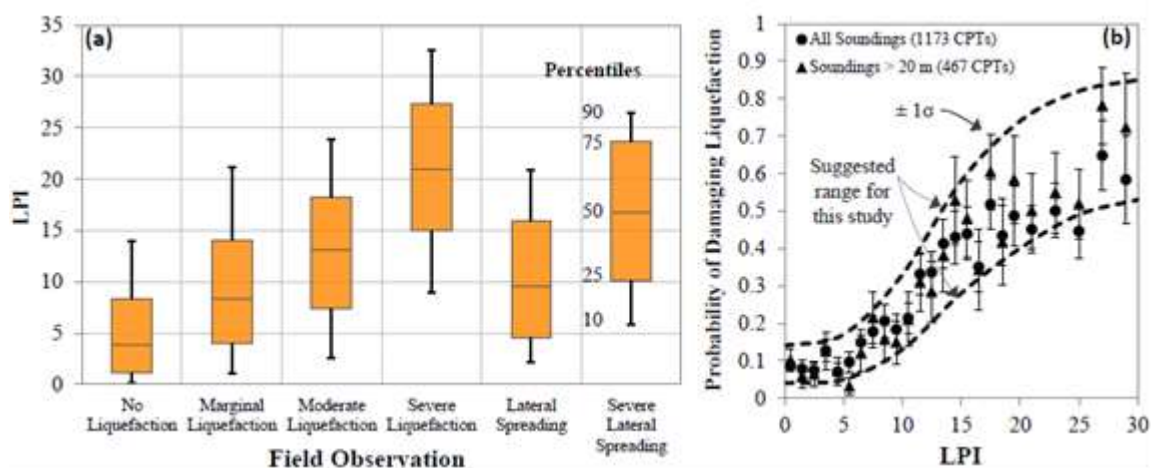 (a)
35
30
25
20
15
10
5
0
LPI
Percentiles
90
75
50
25
10
No Liquefaction
Marginal Liquefaction
Moderate Liquefaction
Severe Liquefaction
Lateral Spreading
Severe Lateral Spreading
Field Observation
(b)
All Soundings (1173 CPTs)
Soundings > 20 m (467 CPTs)
± 1σ
Suggested
range for
this study
Probability of Damaging Liquefaction
1
0.9
0.8
0.7
0.6
0.5
0.4
0.3
0.2
0.1
0
0 5 10 15 20 25 30
LPI